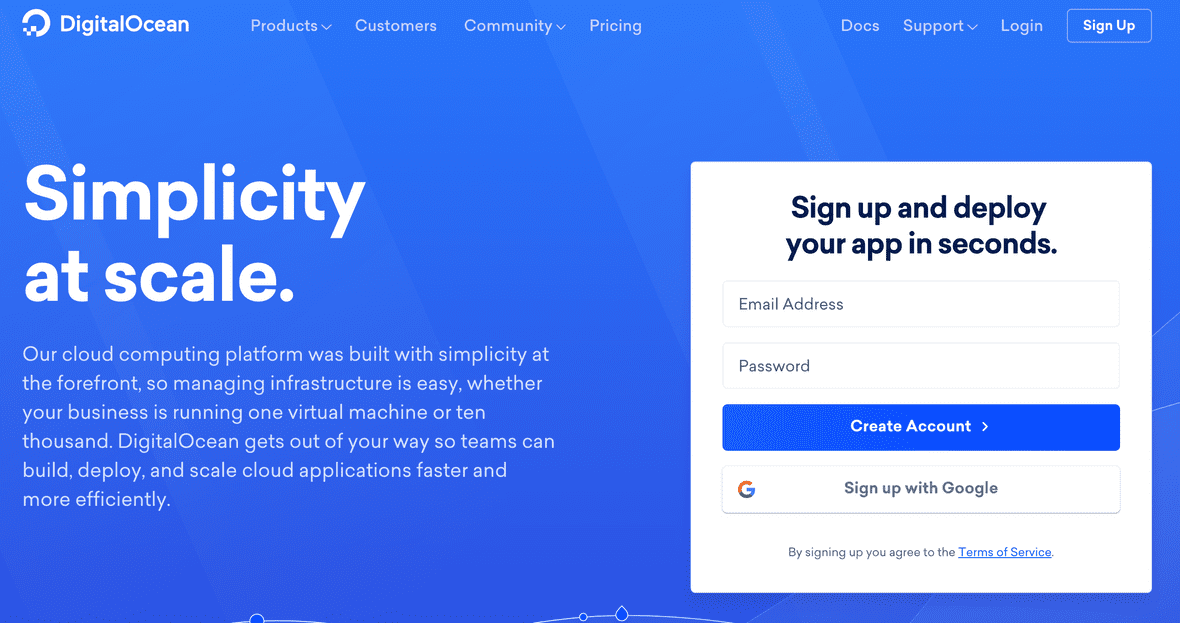 DigitalOcean
Products
Customers
Community
Pricing
Docs
Support
Login
Sign Up
Simplicity
at scale.
Our cloud computing platform was built with simplicity at
the forefront, so managing infrastructure is easy, whether
your business is running one virtual machine or ten
thousand. DigitalOcean gets out of your way so teams can
build, deploy, and scale cloud applications faster and
more efficiently.
Sign up and deploy
your app in seconds.
Email Address
Password
Create Account
Sign up with Google
By signing up you agree to the Terms of Service.